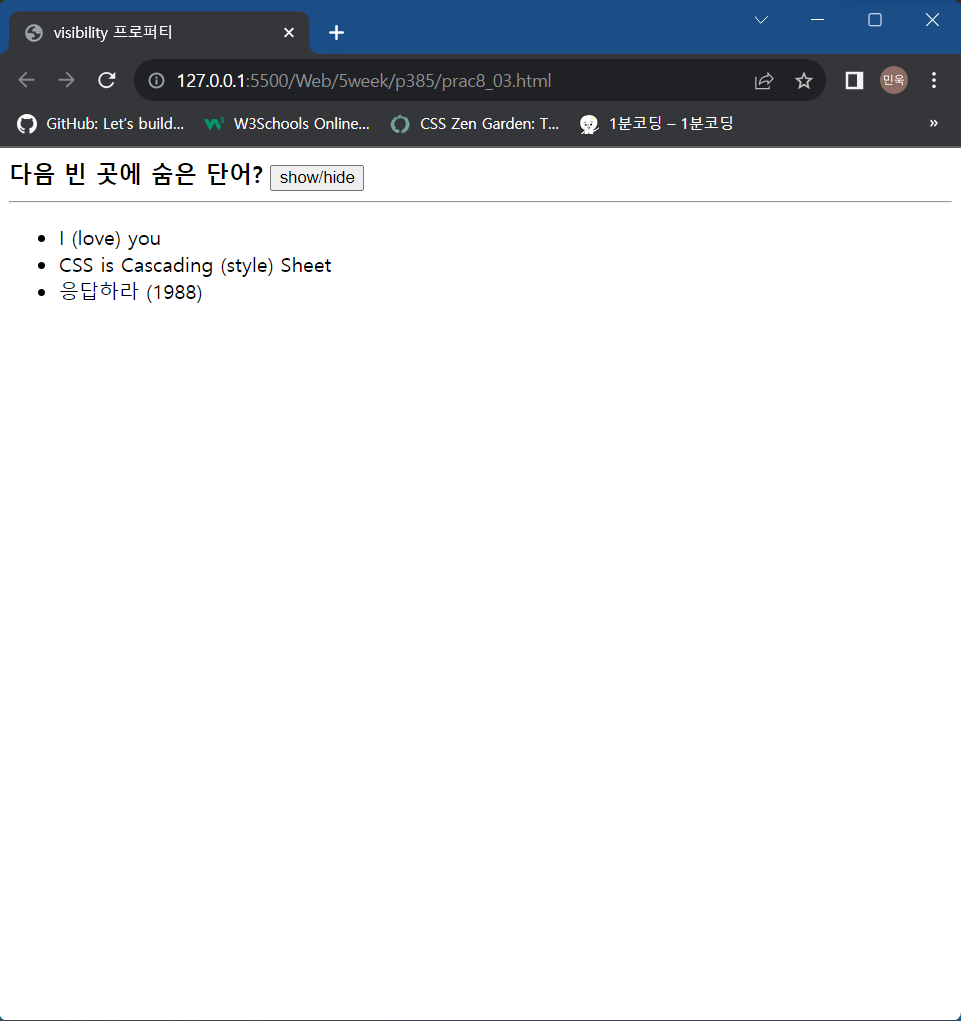 visibility 프로퍼티
127.0.0.1:5500/Web/5week/p385/prac8_03.html
민욱
GitHub: Let's build... W3Schools Online... CSS Zen Garden: T... 1분코딩 – 1분코딩 »
다음 빈 곳에 숨은 단어? show/hide
• I (love) you
• CSS is Cascading (style) Sheet
• 응답하라 (1988)